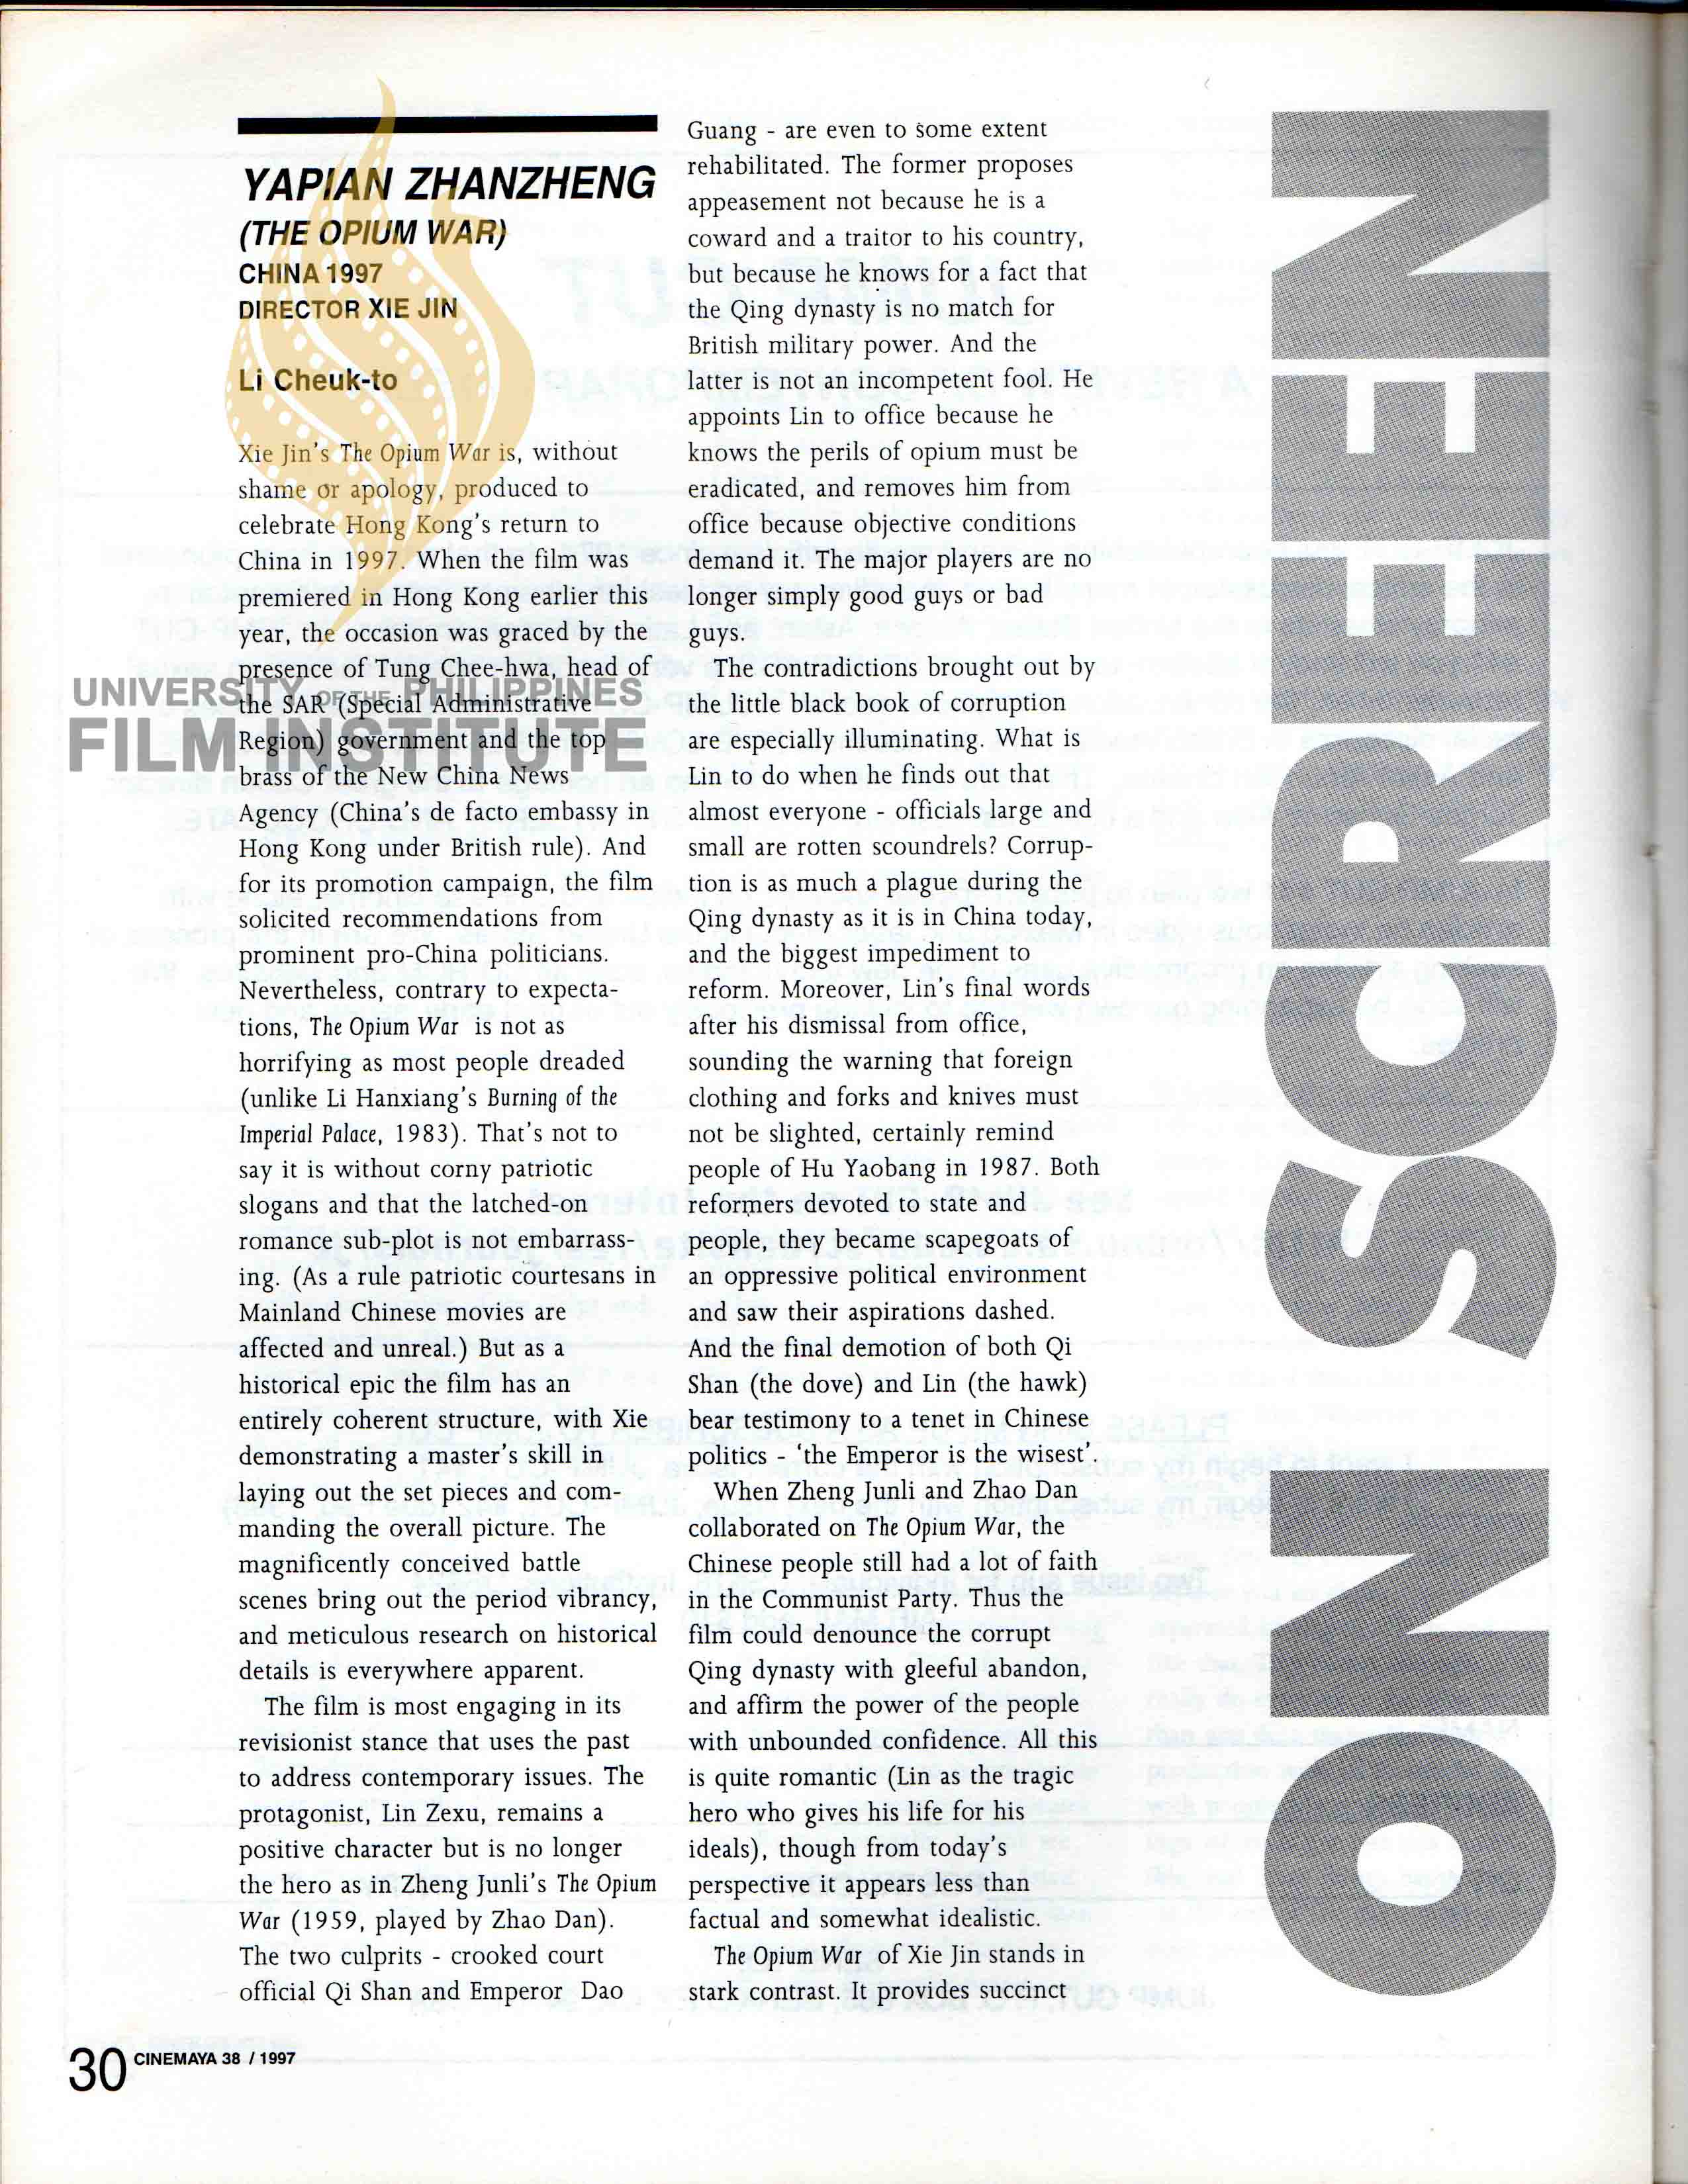 YAPIAN ZHANZHENG
(THE OPIUM WAR)
CHINA 1997
DIRECTOR XIE JIN
Li Cheuk-to
Xie Jin's The Opium War is, without
shame or apology, produced to
celebrate Hong Kong's return to
China in 1997. When the film was
premiered in Hong Kong earlier this
year, the occasion was graced by the
presence of Tung Chee-hwa, head of
the SAR (Special Administrative
Region) government and the top
brass of the New China News
Agency (China's de facto embassy in
Hong Kong under British rule). And
for its promotion campaign, the film
solicited recommendations from
prominent pro-China politicians.
Nevertheless, contrary to expecta-
tions, The Opium War is not as
horrifying as most people dreaded
(unlike Li Hanxiang's Burning of the
Imperial Palace, 1983). That's not to
say it is without corny patriotic
slogans and that the latched-on
romance sub-plot is not embarrass-
ing. (As a rule patriotic courtesans in
Mainland Chinese movies are
affected and unreal.) But as a
historical epic the film has an
entirely coherent structure, with Xie
demonstrating a master's skill in
laying out the set pieces and com-
manding the overall picture. The
magnificently conceived battle
scenes bring out the period vibrancy,
and meticulous research on historical
details is everywhere apparent.
The film is most engaging in its
revisionist stance that uses the past
to address contemporary issues. The
protagonist, Lin Zexu, remains a
positive character but is no longer
the hero as in Zheng Junli's The Opium
War (1959, played by Zhao Dan).
The two culprits - crooked court
official Qi Shan and Emperor Dao
Guang - are even to some extent
rehabilitated. The former proposes
appeasement not because he is a
coward and a traitor to his country,
but because he knows for a fact that
the Qing dynasty is no match for
British military power. And the
latter is not an incompetent fool. He
appoints Lin to office because he
knows the perils of opium must be
eradicated, and removes him from
office because objective conditions
demand it. The major players are no
longer simply good guys or bad
guys.
The contradictions brought out by
the little black book of corruption
are especially illuminating. What is
Lin to do when he finds out that
almost everyone - officials large and
small are rotten scoundrels? Corrup-
tion is as much a plague during the
Qing dynasty as it is in China today,
and the biggest impediment to
reform. Moreover, Lin's final words
after his dismissal from office,
sounding the warning that foreign
clothing and forks and knives must
not be slighted, certainly remind
people of Hu Yaobang in 1987. Both
reformers devoted to state and
people, they became scapegoats of
an oppressive political environment
and saw their aspirations dashed.
And the final demotion of both Qi
Shan (the dove) and Lin (the hawk)
bear testimony to a tenet in Chinese
politics - 'the Emperor is the wisest'.
When Zheng Junli and Zhao Dan
collaborated on The Opium War, the
Chinese people still had a lot of faith
in the Communist Party. Thus the
film could denounce the corrupt
Qing dynasty with gleeful abandon,
and affirm the power of the people
with unbounded confidence. All this
is quite romantic (Lin as the tragic
hero who gives his life for his
ideals), though from today's
perspective it appears less than
factual and somewhat idealistic.
The Opium War of Xie Jin stands in
stark contrast. It provides succinct
ON SCREEN
UNIVERSITY OF THE PHILIPPINES
FILM INSTITUTE
30 CINEMAYA 38 / 1997